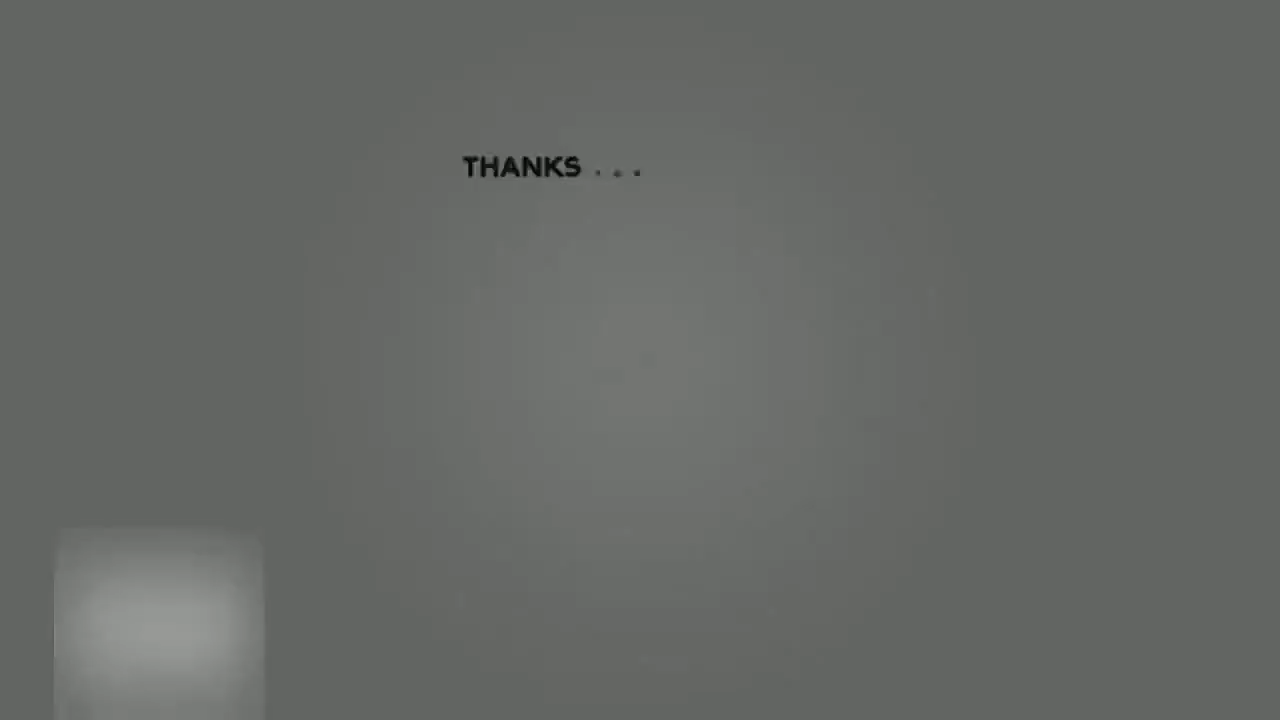 THANKS . . .